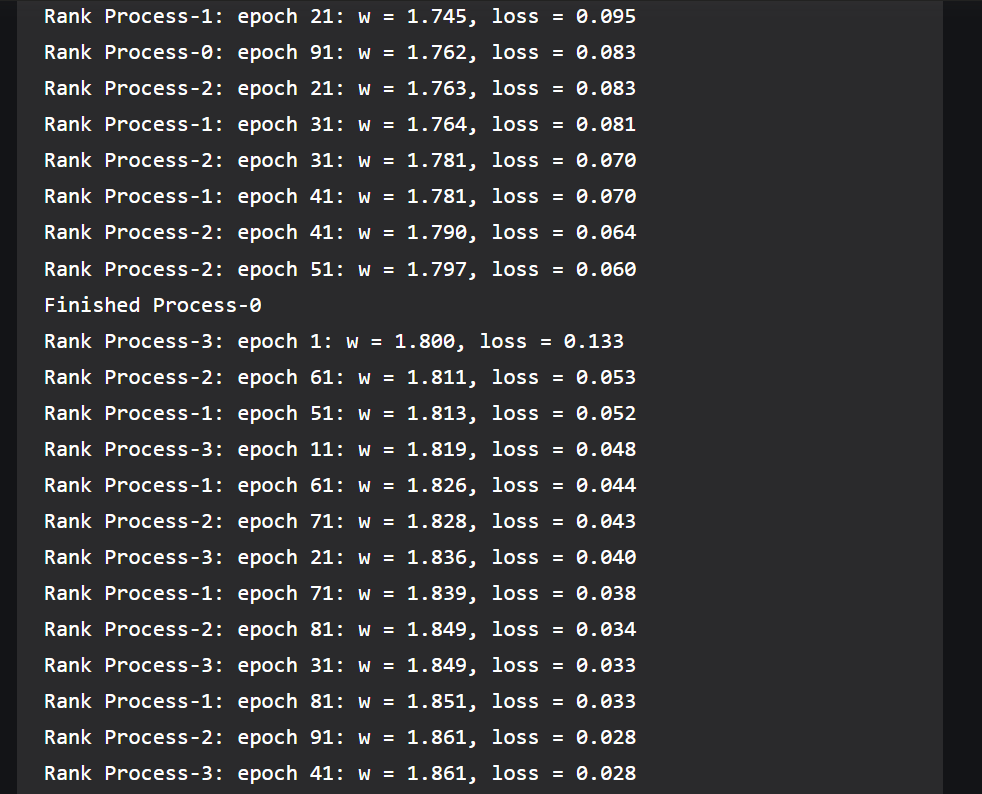 Rank Process-1: epoch 21: w = 1.745, loss = 0.095
Rank Process-0: epoch 91: w = 1.762, loss = 0.083
Rank Process-2: epoch 21: w = 1.763, loss = 0.083
Rank Process-1: epoch 31: w = 1.764, loss = 0.081
Rank Process-2: epoch 31: w = 1.781, loss = 0.070
Rank Process-1: epoch 41: w = 1.781, loss = 0.070
Rank Process-2: epoch 41: w = 1.790, loss = 0.064
Rank Process-2: epoch 51: w = 1.797, loss = 0.060
Finished Process-0
Rank Process-3: epoch 1: w = 1.800, loss = 0.133
Rank Process-2: epoch 61: w = 1.811, loss = 0.053
Rank Process-1: epoch 51: w = 1.813, loss = 0.052
Rank Process-3: epoch 11: w = 1.819, loss = 0.048
Rank Process-1: epoch 61: w = 1.826, loss = 0.044
Rank Process-2: epoch 71: w = 1.828, loss = 0.043
Rank Process-3: epoch 21: w = 1.836, loss = 0.040
Rank Process-1: epoch 71: w = 1.839, loss = 0.038
Rank Process-2: epoch 81: w = 1.849, loss = 0.034
Rank Process-3: epoch 31: w = 1.849, loss = 0.033
Rank Process-1: epoch 81: w = 1.851, loss = 0.033
Rank Process-2: epoch 91: w = 1.861, loss = 0.028
Rank Process-3: epoch 41: w = 1.861, loss = 0.028